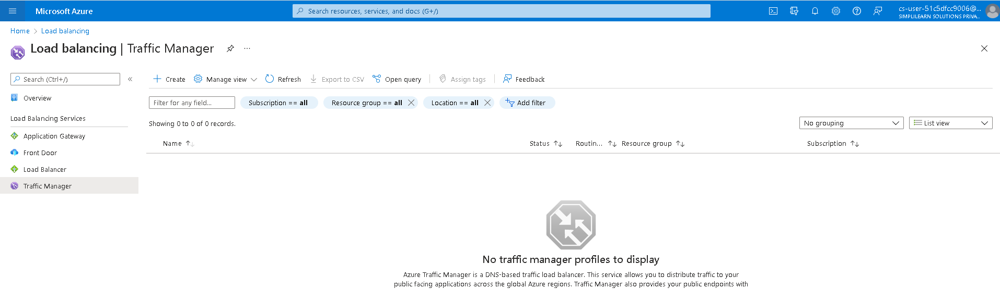 Microsoft Azure
Search resources, services, and docs (G+/)
cs-user-51c5dfcc9006@...
SIMPLILEARN SOLUTIONS PRIVA...
Home > Load balancing
Load balancing | Traffic Manager ...
Search (Ctrl+/) «
Create Manage view Refresh Export to CSV Open query Assign tags Feedback
Overview
Load Balancing Services
Application Gateway
Front Door
Load Balancer
Traffic Manager
Filter for any field... Subscription == all Resource group == all Location == all Add filter
Showing 0 to 0 of 0 records. No grouping List view
Name Status Routin... Resource group Subscription
No traffic manager profiles to display
Azure Traffic Manager is a DNS-based traffic load balancer. This service allows you to distribute traffic to your
public facing applications across the global Azure regions. Traffic Manager also provides your public endpoints with